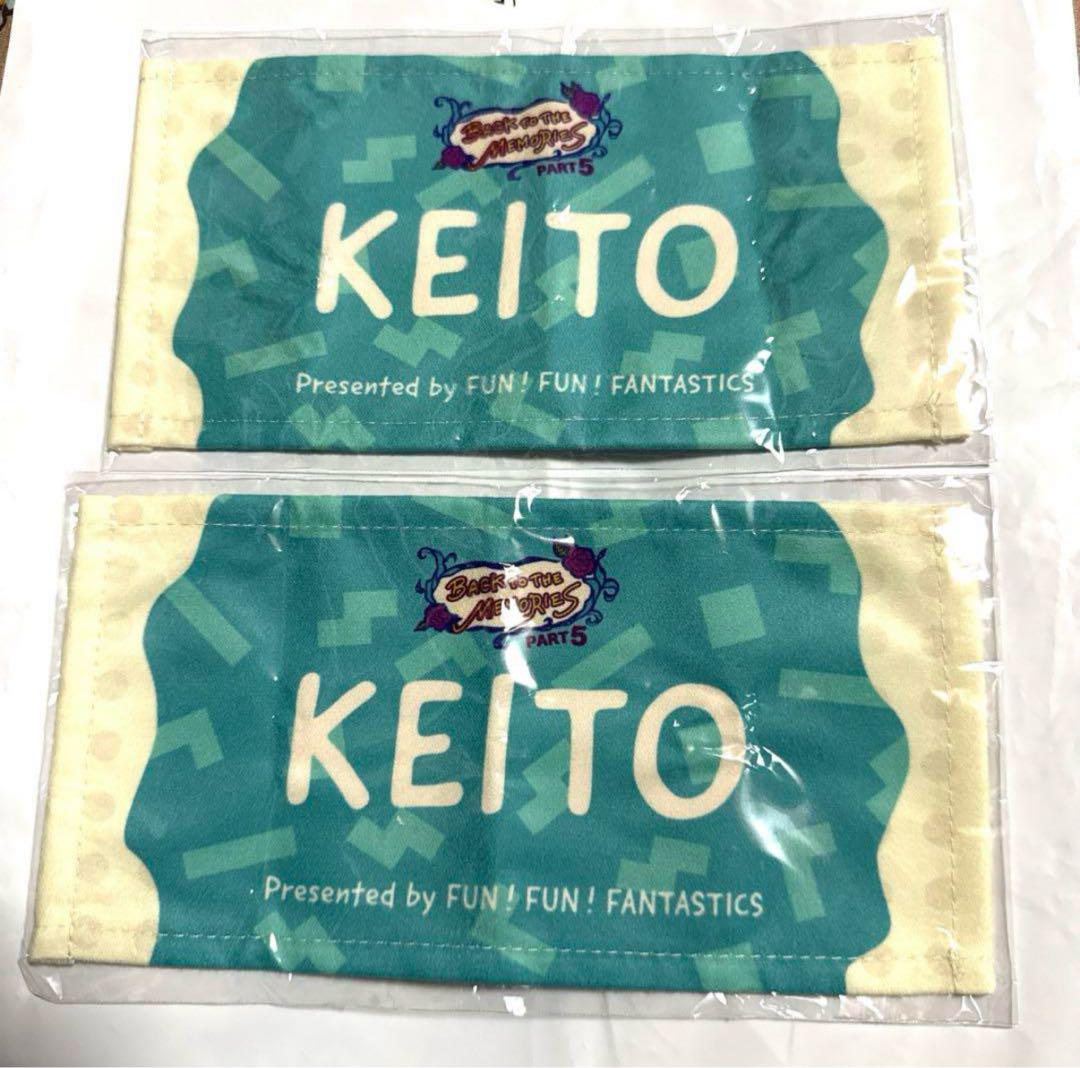 BACK TO THE
MEMORIES
PART 5
KEITO
Presented by FUN! FUN! FANTASTICS
BACK TO THE
MEMORIES
PART 5
KEITO
Presented by FUN! FUN! FANTASTICS